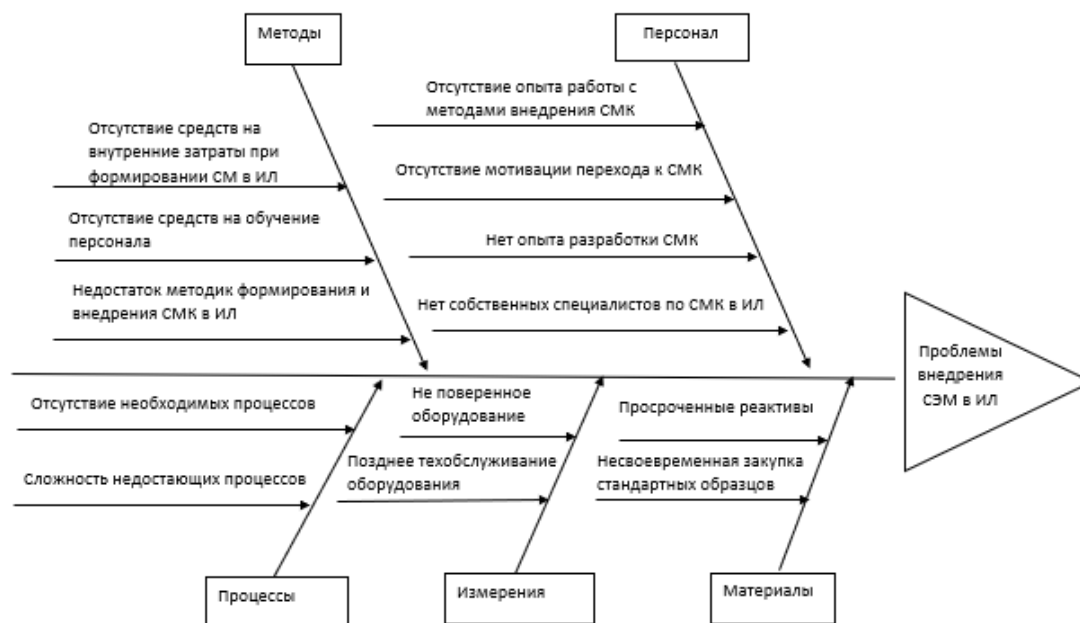 Методы
Персонал
Отсутствие средств на
внутренние затраты при
формировании СМ в ИЛ
Отсутствие средств на обучение
персонала
Недостаток методик формирования и
внедрения СМК в ИЛ
Отсутствие опыта работы с
методами внедрения СМК
Отсутствие мотивации перехода к СМК
Нет опыта разработки СМК
Нет собственных специалистов по СМК в ИЛ
Проблемы
внедрения
СЭМ в ИЛ
Отсутствие необходимых процессов
Сложность недостающих процессов
Не поверенное
оборудование
Позднее техобслуживание
оборудования
Просроченные реактивы
Несвоевременная закупка
стандартных образцов
Процессы
Измерения
Материалы